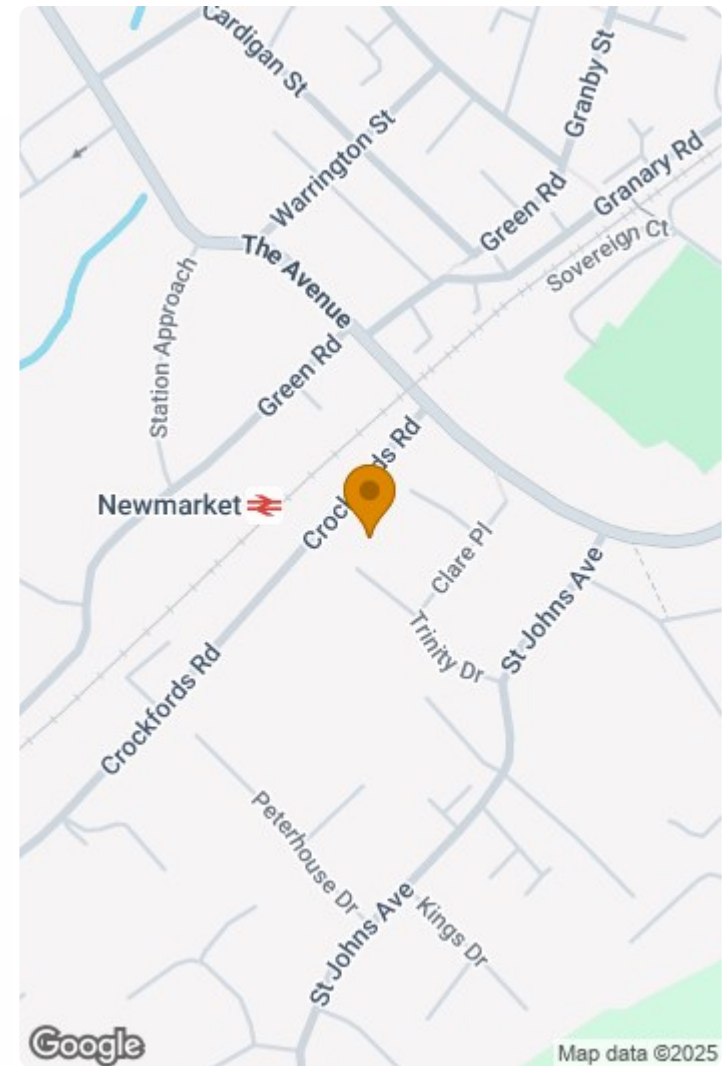 Cardigan St
Granby St
Warrington St
Granary Rd
Green Rd
Sovereign Ct
The Avenue
Station Approach
Green Rd
Crockfords Rd
Newmarket
Clare Pl
St Johns Ave
Trinity Dr
Crockfords Rd
Peterhouse Dr
St Johns Ave
Kings Dr
Google
Map data ©2025